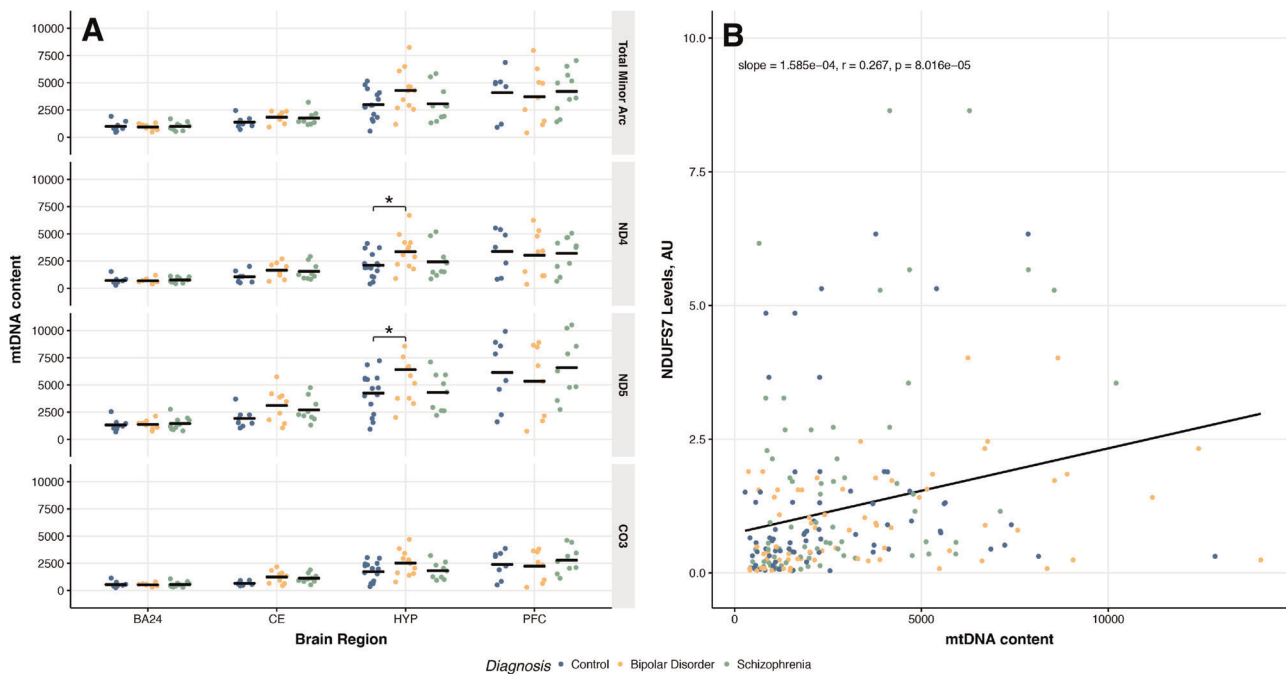 A
mtDNA content
10000
7500
5000
2500
0
Total Minor Arc
10000
7500
5000
2500
0
ND4
*
10000
7500
5000
2500
0
ND5
*
10000
7500
5000
2500
0
CO3
BA24 CE HYP PFC
Brain Region
B
slope = 1.585e−04, r = 0.267, p = 8.016e−05
NDUFS7 Levels, AU
10.0
7.5
5.0
2.5
0.0
0 5000 10000
mtDNA content
Diagnosis Control Bipolar Disorder Schizophrenia